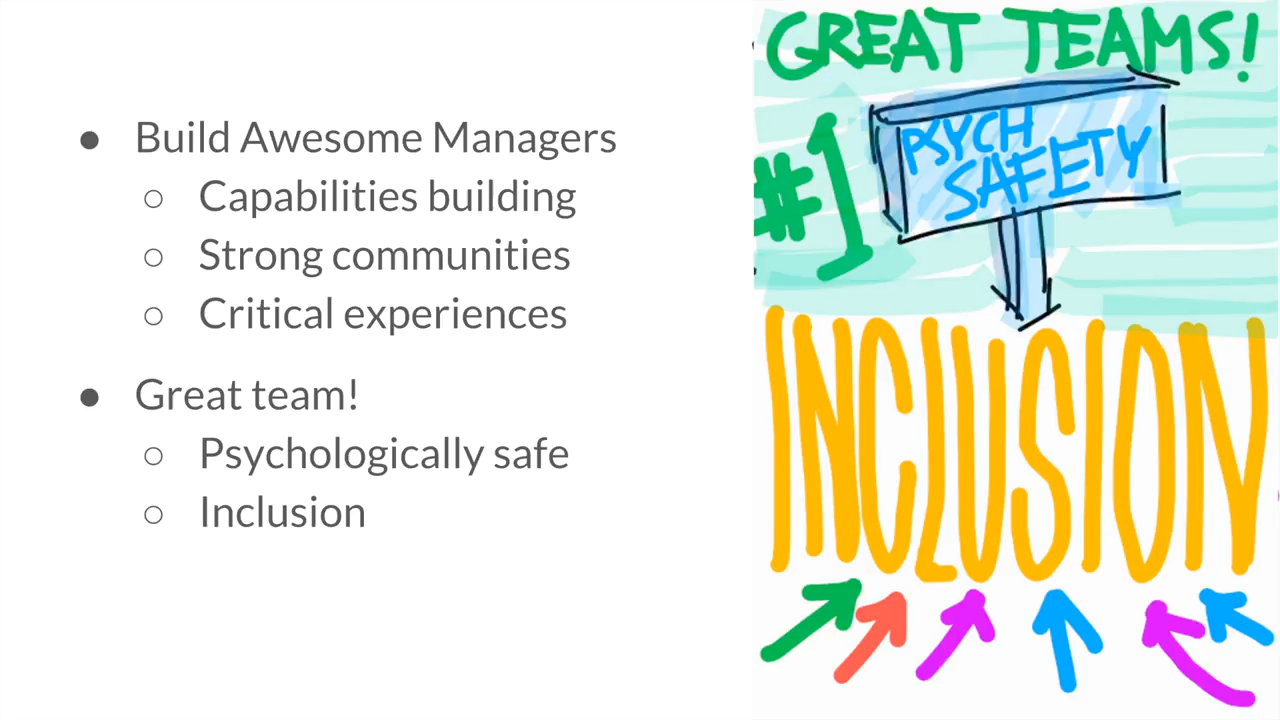 ● Build Awesome Managers
○ Capabilities building
○ Strong communities
○ Critical experiences
● Great team!
○ Psychologically safe
○ Inclusion
GREAT TEAMS!
#1
PSYCH
SAFETY
INCLUSION